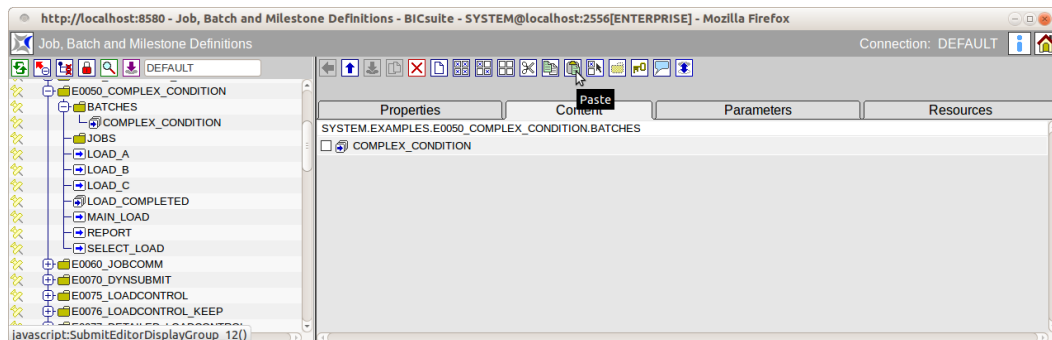 http://localhost:8580 - Job, Batch and Milestone Definitions - BICsuite - SYSTEM@localhost:2556[ENTERPRISE] - Mozilla Firefox
Job, Batch and Milestone Definitions
Connection: DEFAULT
DEFAULT
Paste
E0050_COMPLEX_CONDITION
BATCHES
COMPLEX_CONDITION
JOBS
LOAD_A
LOAD_B
LOAD_C
LOAD_COMPLETED
MAIN_LOAD
REPORT
SELECT_LOAD
E0060_JOBCOMM
E0070_DYNSUBMIT
E0075_LOADCONTROL
E0076_LOADCONTROL_KEEP
E0077_DETAILED_LOADCONTROL
javascript:SubmitEditorDisplayGroup_12()
Properties
Content
Parameters
Resources
SYSTEM.EXAMPLES.E0050_COMPLEX_CONDITION.BATCHES
COMPLEX_CONDITION